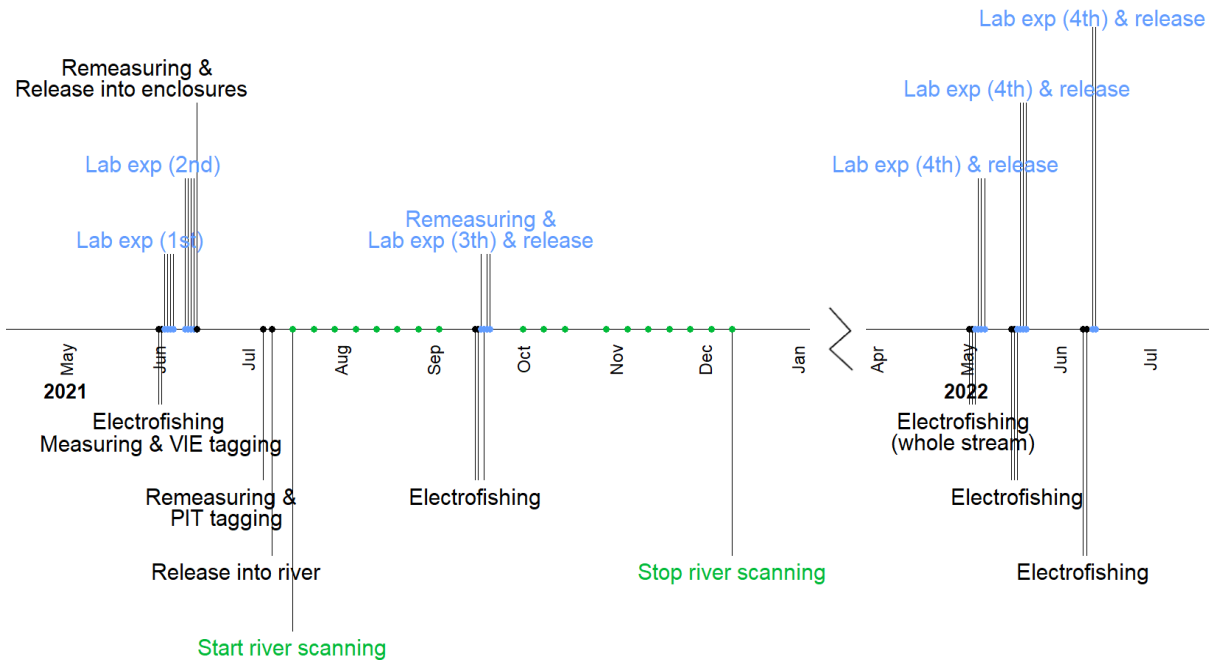 Lab exp (4th) & release
Remeasuring &
Release into enclosures
Lab exp (4th) & release
Lab exp (2nd)
Lab exp (4th) & release
Lab exp (1st)
Remeasuring &
Lab exp (3th) & release
May
Jun
Jul
Aug
Sep
Oct
Nov
Dec
Jan
Apr
May
Jun
Jul
2021
2022
Electrofishing
Measuring & VIE tagging
Electrofishing
(whole stream)
Remeasuring &
PIT tagging
Electrofishing
Electrofishing
Release into river
Stop river scanning
Electrofishing
Start river scanning